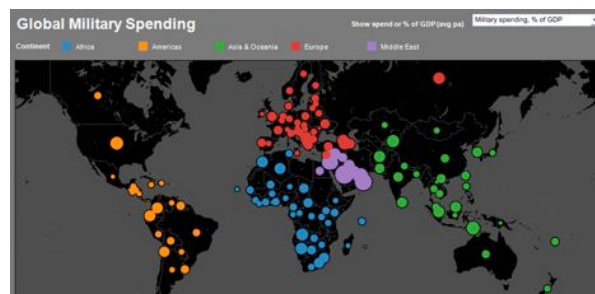 Global Military Spending
Show spend or % of GDP (avg pa)
Military spending, % of GDP
Continent
Africa
Americas
Asia & Oceania
Europe
Middle East